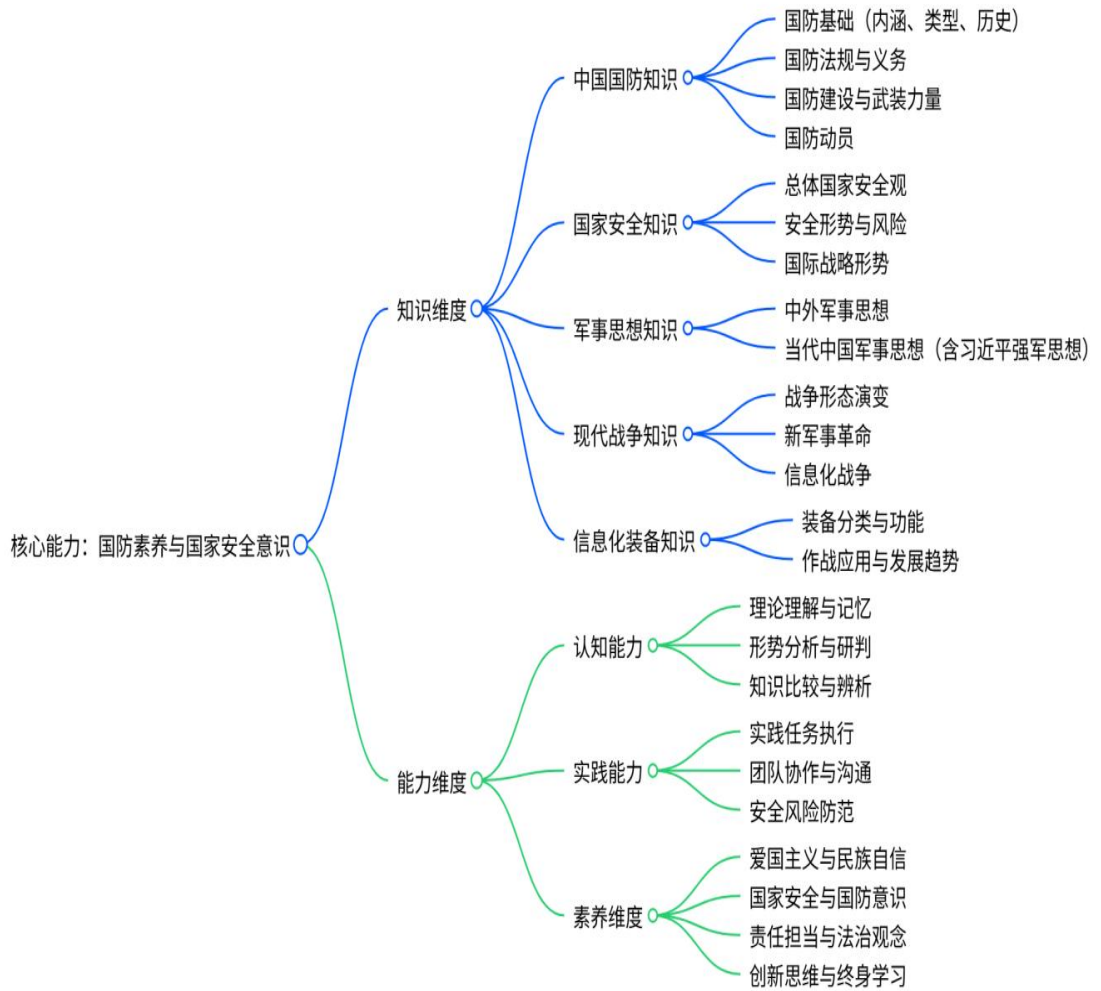 核心能力：国防素养与国家安全意识
知识维度
中国国防知识
国防基础（内涵、类型、历史）
国防法规与义务
国防建设与武装力量
国防动员
国家安全知识
总体国家安全观
安全形势与风险
国际战略形势
军事思想知识
中外军事思想
当代中国军事思想（含习近平强军思想）
现代战争知识
战争形态演变
新军事革命
信息化战争
信息化装备知识
装备分类与功能
作战应用与发展趋势
能力维度
认知能力
理论理解与记忆
形势分析与研判
知识比较与辨析
实践能力
实践任务执行
团队协作与沟通
安全风险防范
素养维度
爱国主义与民族自信
国家安全与国防意识
责任担当与法治观念
创新思维与终身学习